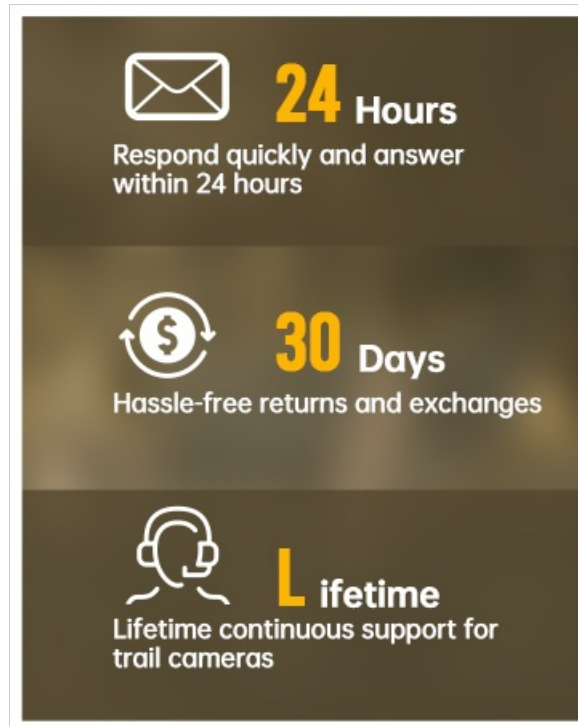 24 Hours
Respond quickly and answer
within 24 hours
$
30 Days
Hassle-free returns and exchanges
Lifetime
Lifetime continuous support for
trail cameras